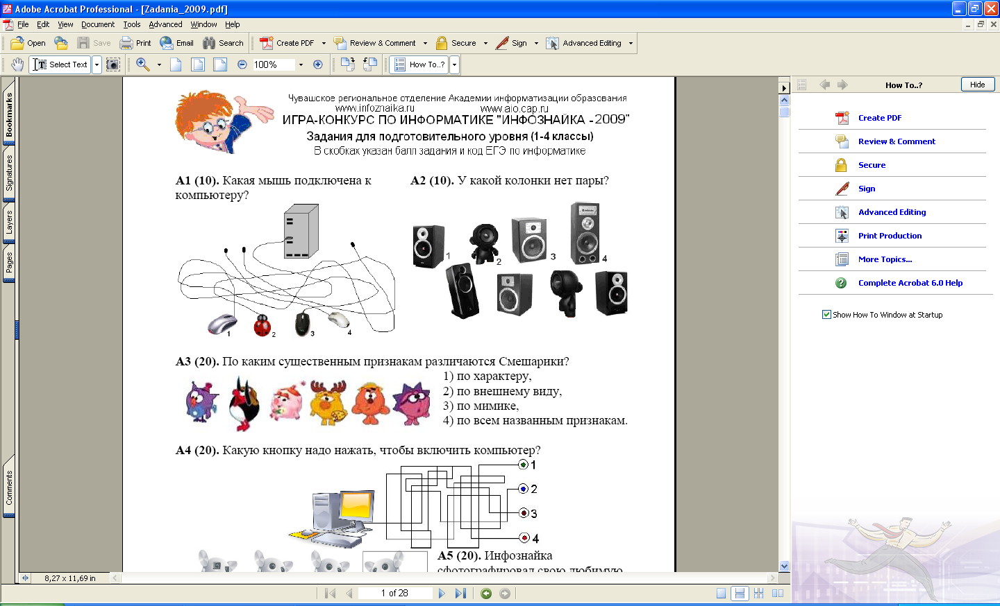 Adobe Acrobat Professional - [Zadania_2009.pdf]
File Edit View Document Tools Advanced Window Help
Open Save Print Email Search Create PDF Review & Comment Secure Sign Advanced Editing
Select Text 100% How To..?
Bookmarks
Signatures
Layers
Pages
Comments
Чувашское региональное отделение Академии информатизации образования
www.infoznaika.ru www.aio.cap.ru
ИГРА-КОНКУРС ПО ИНФОРМАТИКЕ "ИНФОЗНАЙКА -2009"
Задания для подготовительного уровня (1-4 классы)
В скобках указан балл задания и код ЕГЭ по информатике
А1 (10). Какая мышь подключена к
компьютеру?
1 2 3 4
А2 (10). У какой колонки нет пары?
1 2 3 4
А3 (20). По каким существенным признакам различаются Смешарики?
1) по характеру,
2) по внешнему виду,
3) по мимике,
4) по всем названным признакам.
А4 (20). Какую кнопку надо нажать, чтобы включить компьютер?
1
2
3
4
А5 (20). Инфознайка
сфотографировал свою любимую
8,27 x 11,69 in
1 of 28
How To..? Hide
Create PDF
Review & Comment
Secure
Sign
Advanced Editing
Print Production
More Topics...
Complete Acrobat 6.0 Help
Show How To Window at Startup